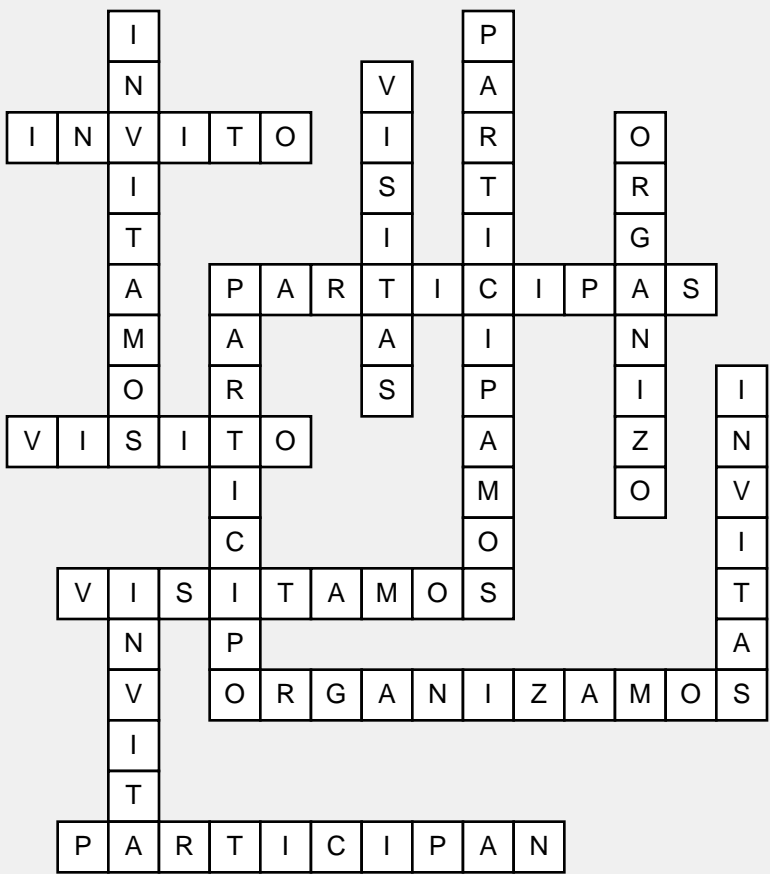 INVITAMOS
PARTICIPAMOS
VISITAS
INVITO
ORGANIZO
PARTICIPAS
PARTICIPO
INVITAS
VISITO
VISITAMOS
INVITA
ORGANIZAMOS
PARTICIPAN